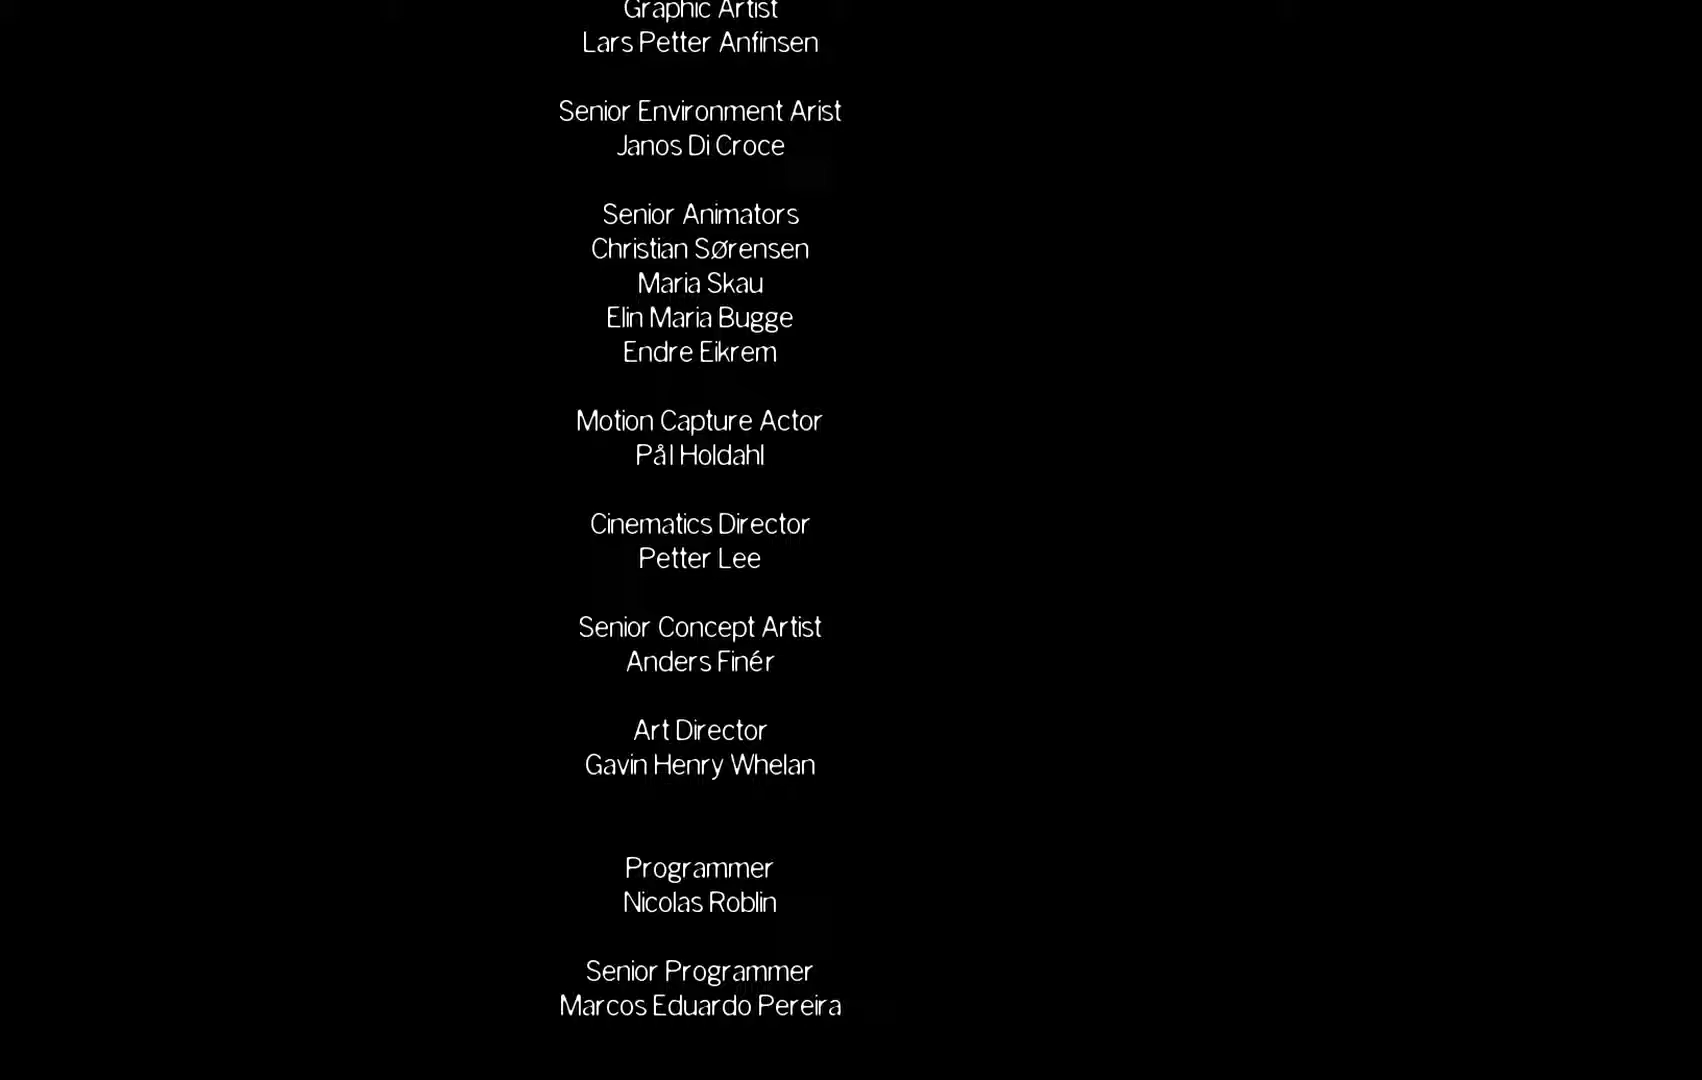 Graphic Artist
Lars Petter Anfinsen
Senior Environment Arist
Janos Di Croce
Senior Animators
Christian Sørensen
Maria Skau
Elin Maria Bugge
Endre Eikrem
Motion Capture Actor
Pål Holdahl
Cinematics Director
Petter Lee
Senior Concept Artist
Anders Finér
Art Director
Gavin Henry Whelan
Programmer
Nicolas Roblin
Senior Programmer
Marcos Eduardo Pereira